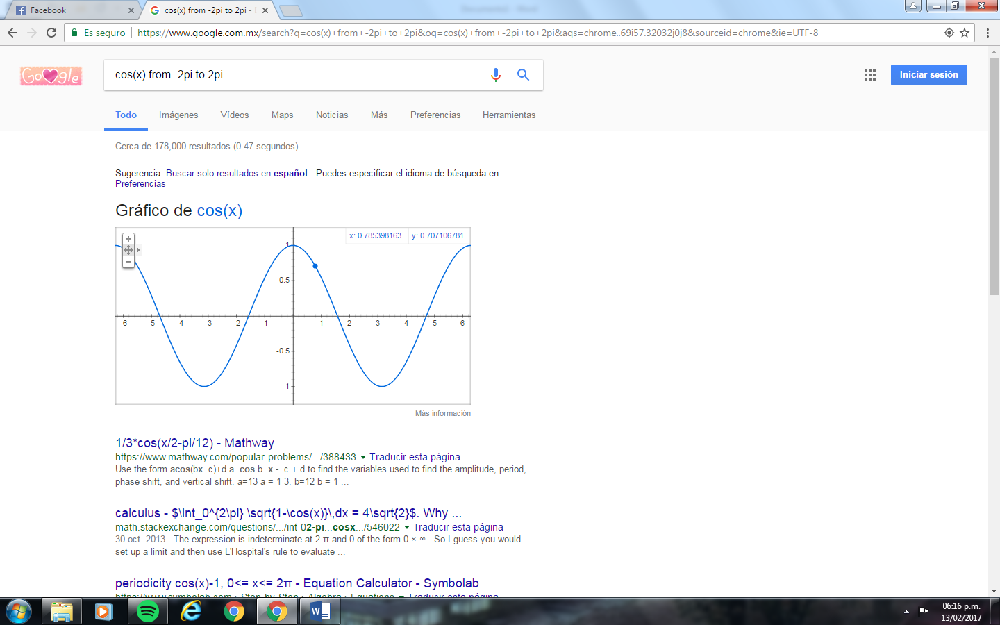 Facebook
cos(x) from -2pi to 2pi -
Es seguro
https://www.google.com.mx/search?q=cos(x)+from+-2pi+to+2pi&oq=cos(x)+from+-2pi+to+2pi&aqs=chrome..69i57.32032j0j8&sourceid=chrome&ie=UTF-8
Go gle
cos(x) from -2pi to 2pi
Iniciar sesión
Todo Imágenes Vídeos Maps Noticias Más Preferencias Herramientas
Cerca de 178,000 resultados (0.47 segundos)
Sugerencia: Buscar solo resultados en español . Puedes especificar el idioma de búsqueda en
Preferencias
Gráfico de cos(x)
x: 0.785398163 y: 0.707106781
1
0.5
-6 -5 -4 -3 -2 -1 1 2 3 4 5 6
-0.5
-1
Más información
1/3*cos(x/2-pi/12) - Mathway
https://www.mathway.com/popular-problems/.../388433 Traducir esta página
Use the form acos(bx−c)+d a cos b x - c + d to find the variables used to find the amplitude, period,
phase shift, and vertical shift. a=13 a = 1 3. b=12 b = 1 ...
calculus - $\int_0^{2\pi} \sqrt{1-\cos(x)}\,dx = 4\sqrt{2}$. Why ...
math.stackexchange.com/questions/.../int-02-pi...cosx.../546022 Traducir esta página
30 oct. 2013 - The expression is indeterminate at 2 π and 0 of the form 0 × ∞ . So I guess you would
set up a limit and then use L'Hospital's rule to evaluate ...
periodicity cos(x)-1, 0<= x<= 2π - Equation Calculator - Symbolab
https://www.symbolab.com › Step-by-Step › Algebra › Equations Traducir esta página
06:16 p.m.
13/02/2017